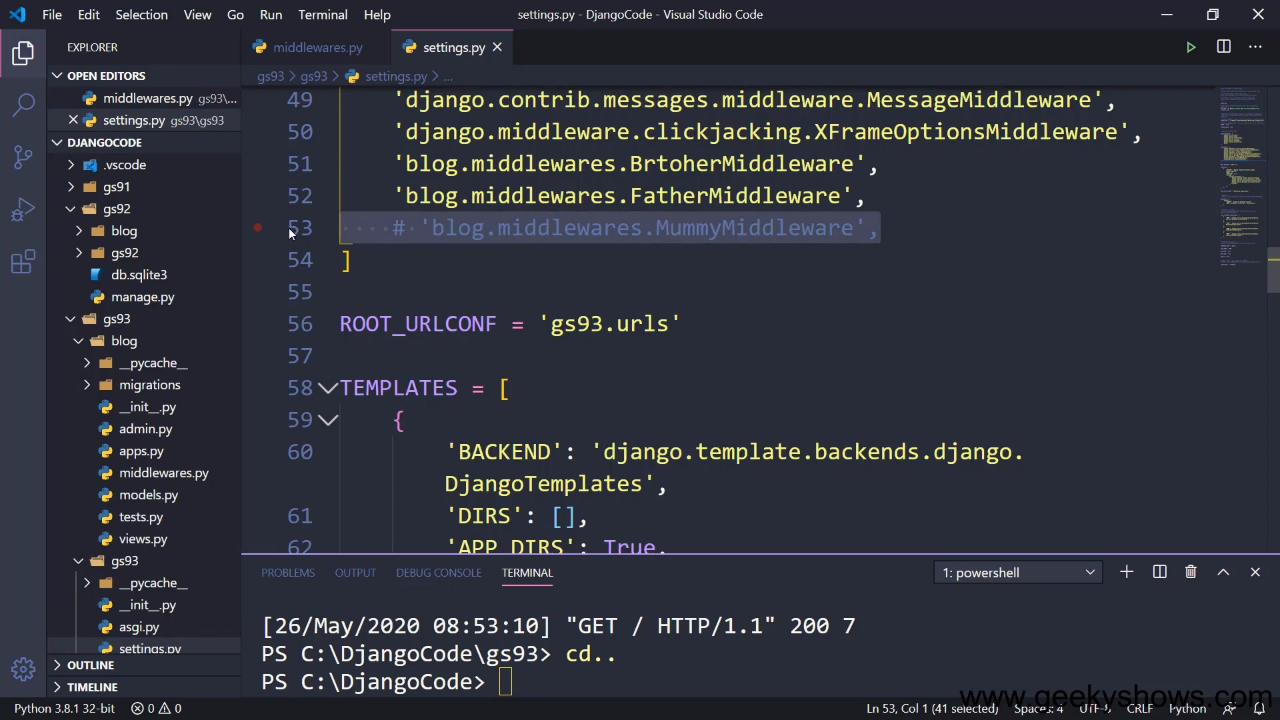 File Edit Selection View Go Run Terminal Help settings.py - DjangoCode - Visual Studio Code
EXPLORER
middlewares.py
settings.py
OPEN EDITORS
middlewares.py gs93\...
settings.py gs93\gs93
DJANGOCODE
.vscode
gs91
gs92
blog
gs92
db.sqlite3
manage.py
gs93
blog
__pycache__
migrations
__init__.py
admin.py
apps.py
middlewares.py
models.py
tests.py
views.py
gs93
__pycache__
__init__.py
asgi.py
settings.py
OUTLINE
TIMELINE
gs93 > gs93 > settings.py > ...
49 'django.contrib.messages.middleware.MessageMiddleware',
50 'django.middleware.clickjacking.XFrameOptionsMiddleware',
51 'blog.middlewares.BrtoherMiddleware',
52 'blog.middlewares.FatherMiddleware',
53 # 'blog.middlewares.MummyMiddleware',
54 ]
55
56 ROOT_URLCONF = 'gs93.urls'
57
58 TEMPLATES = [
59 {
60 'BACKEND': 'django.template.backends.django.
DjangoTemplates',
61 'DIRS': [],
62 'APP_DIRS': True,
PROBLEMS OUTPUT DEBUG CONSOLE TERMINAL 1: powershell
[26/May/2020 08:53:10] "GET / HTTP/1.1" 200 7
PS C:\DjangoCode\gs93> cd..
PS C:\DjangoCode>
www.geekyshows.com
Python 3.8.1 32-bit 0 0 Ln 53, Col 1 (41 selected) Spaces: 4 UTF-8 CRLF Python